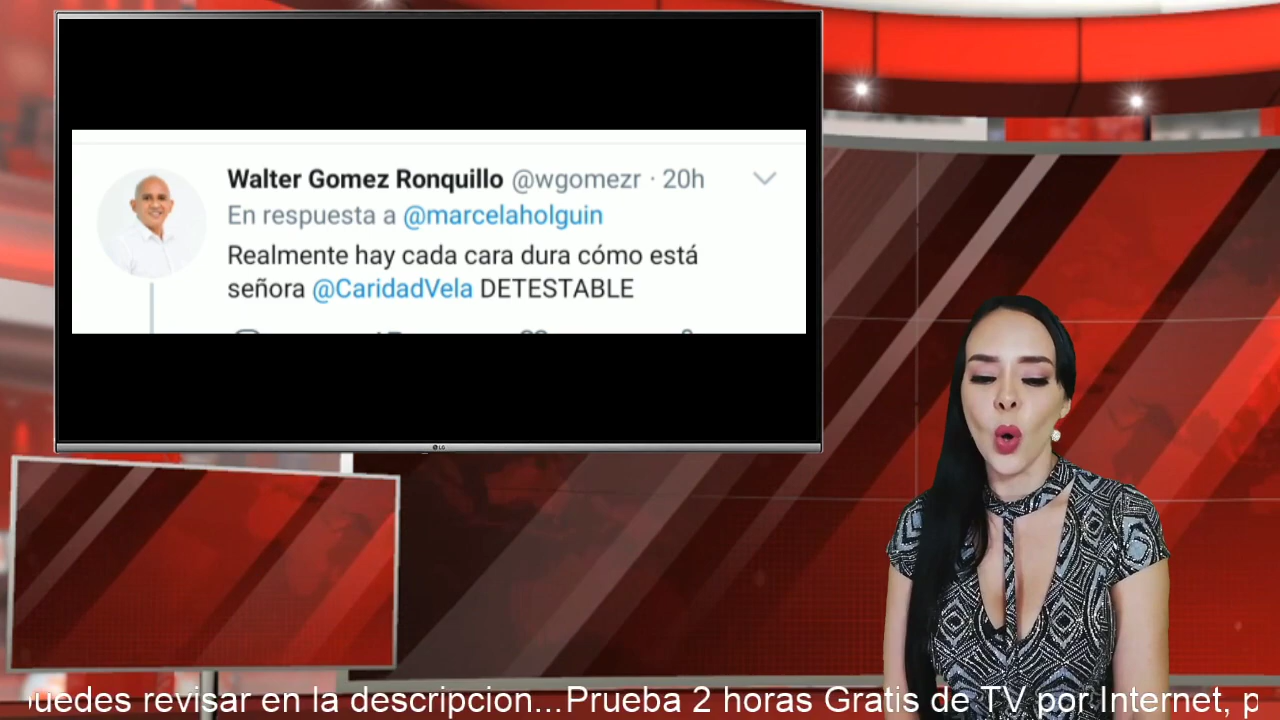 Walter Gomez Ronquillo @wgomezr · 20h
En respuesta a @marcelaholguin
Realmente hay cada cara dura cómo está
señora @CaridadVela DETESTABLE
LG
uedes revisar en la descripcion...Prueba 2 horas Gratis de TV por Internet, p